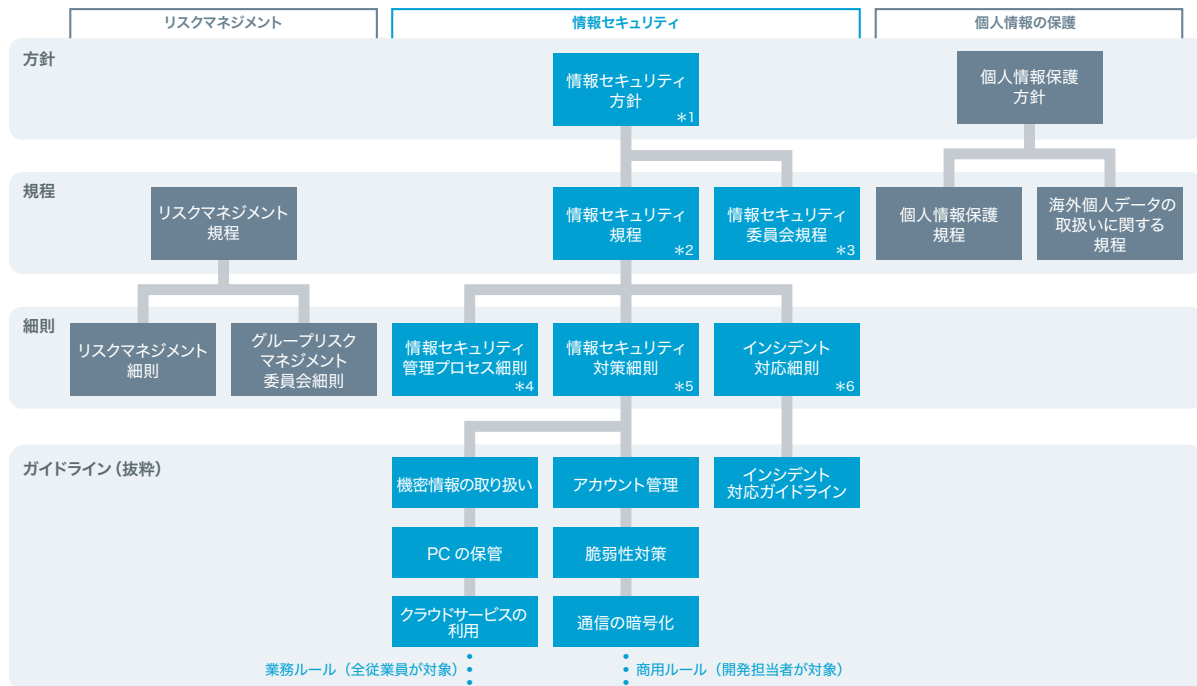 リスクマネジメント
情報セキュリティ
個人情報の保護
方針
情報セキュリティ
方針
*1
個人情報保護
方針
規程
リスクマネジメント
規程
情報セキュリティ
規程
*2
情報セキュリティ
委員会規程
*3
個人情報保護
規程
海外個人データの
取扱いに関する
規程
細則
リスクマネジメント
細則
グループリスク
マネジメント
委員会細則
情報セキュリティ
管理プロセス細則
*4
情報セキュリティ
対策細則
*5
インシデント
対応細則
*6
ガイドライン(抜粋)
機密情報の取り扱い
アカウント管理
インシデント
対応ガイドライン
PC の保管
脆弱性対策
クラウドサービスの
利用
通信の暗号化
業務ルール(全従業員が対象)
商用ルール(開発担当者が対象)